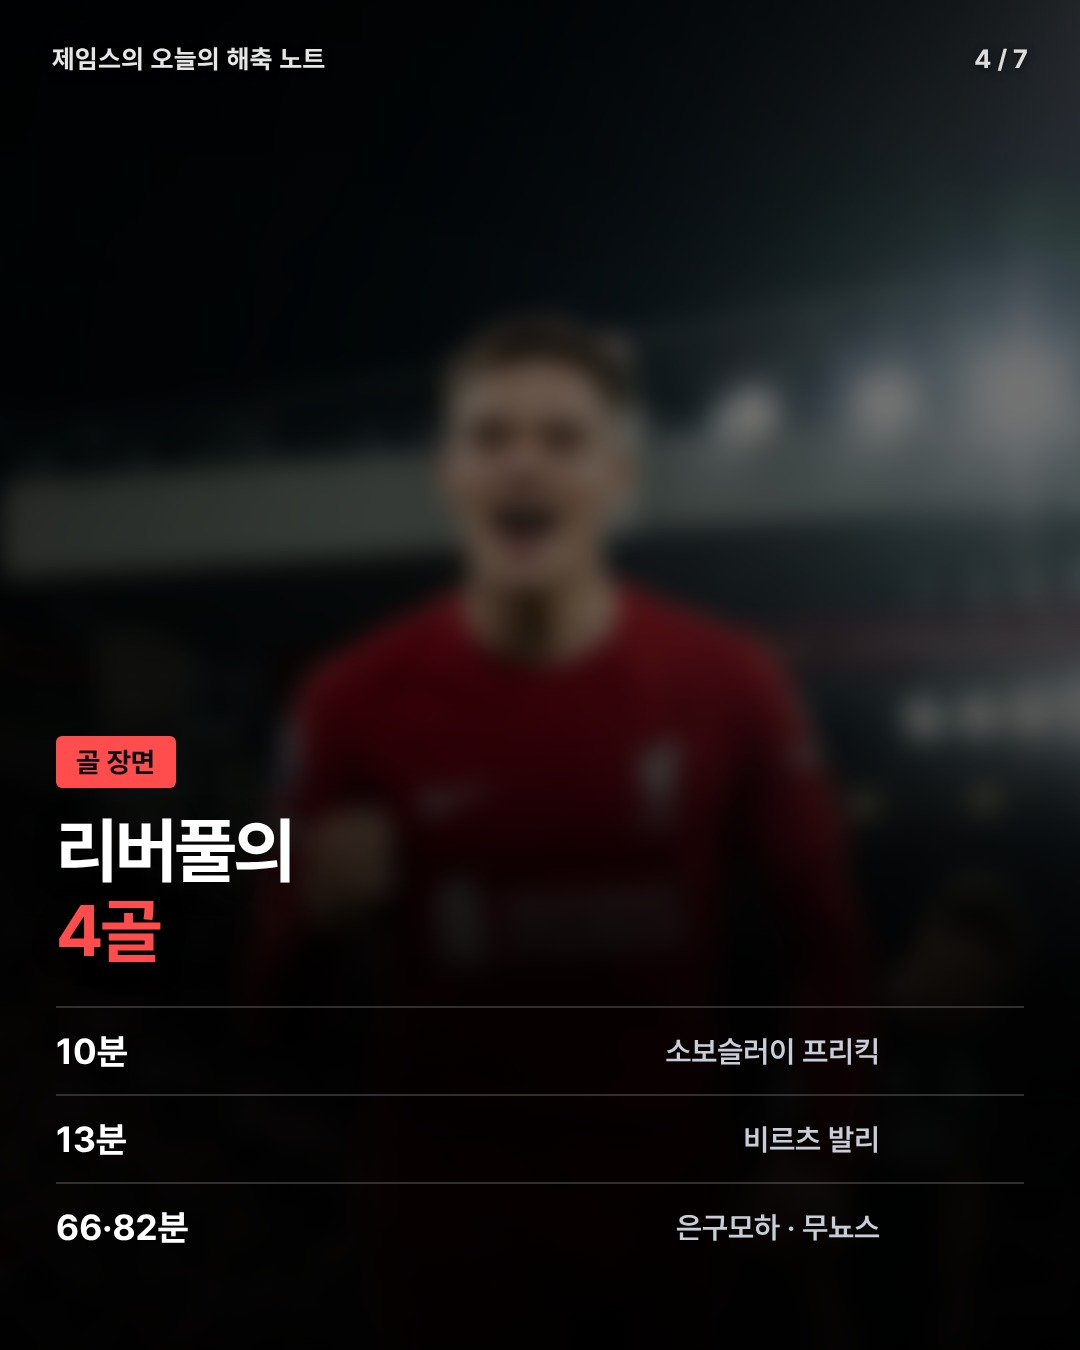 제임스의 오늘의 해축 노트
4 / 7
골 장면
리버풀의
4골
10분 소보슬러이 프리킥
13분 비르츠 발리
66·82분 은구모하 · 무뇨스